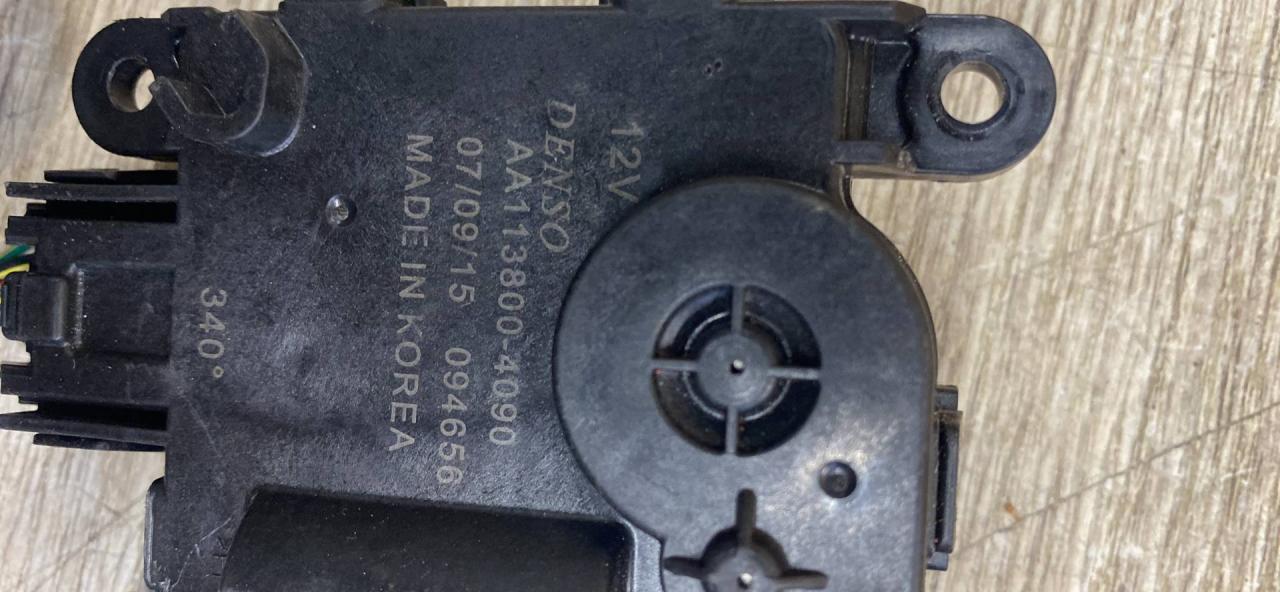 12V
DENSO
AA113800-4090
07/09/15 094656
MADE IN KOREA
340°